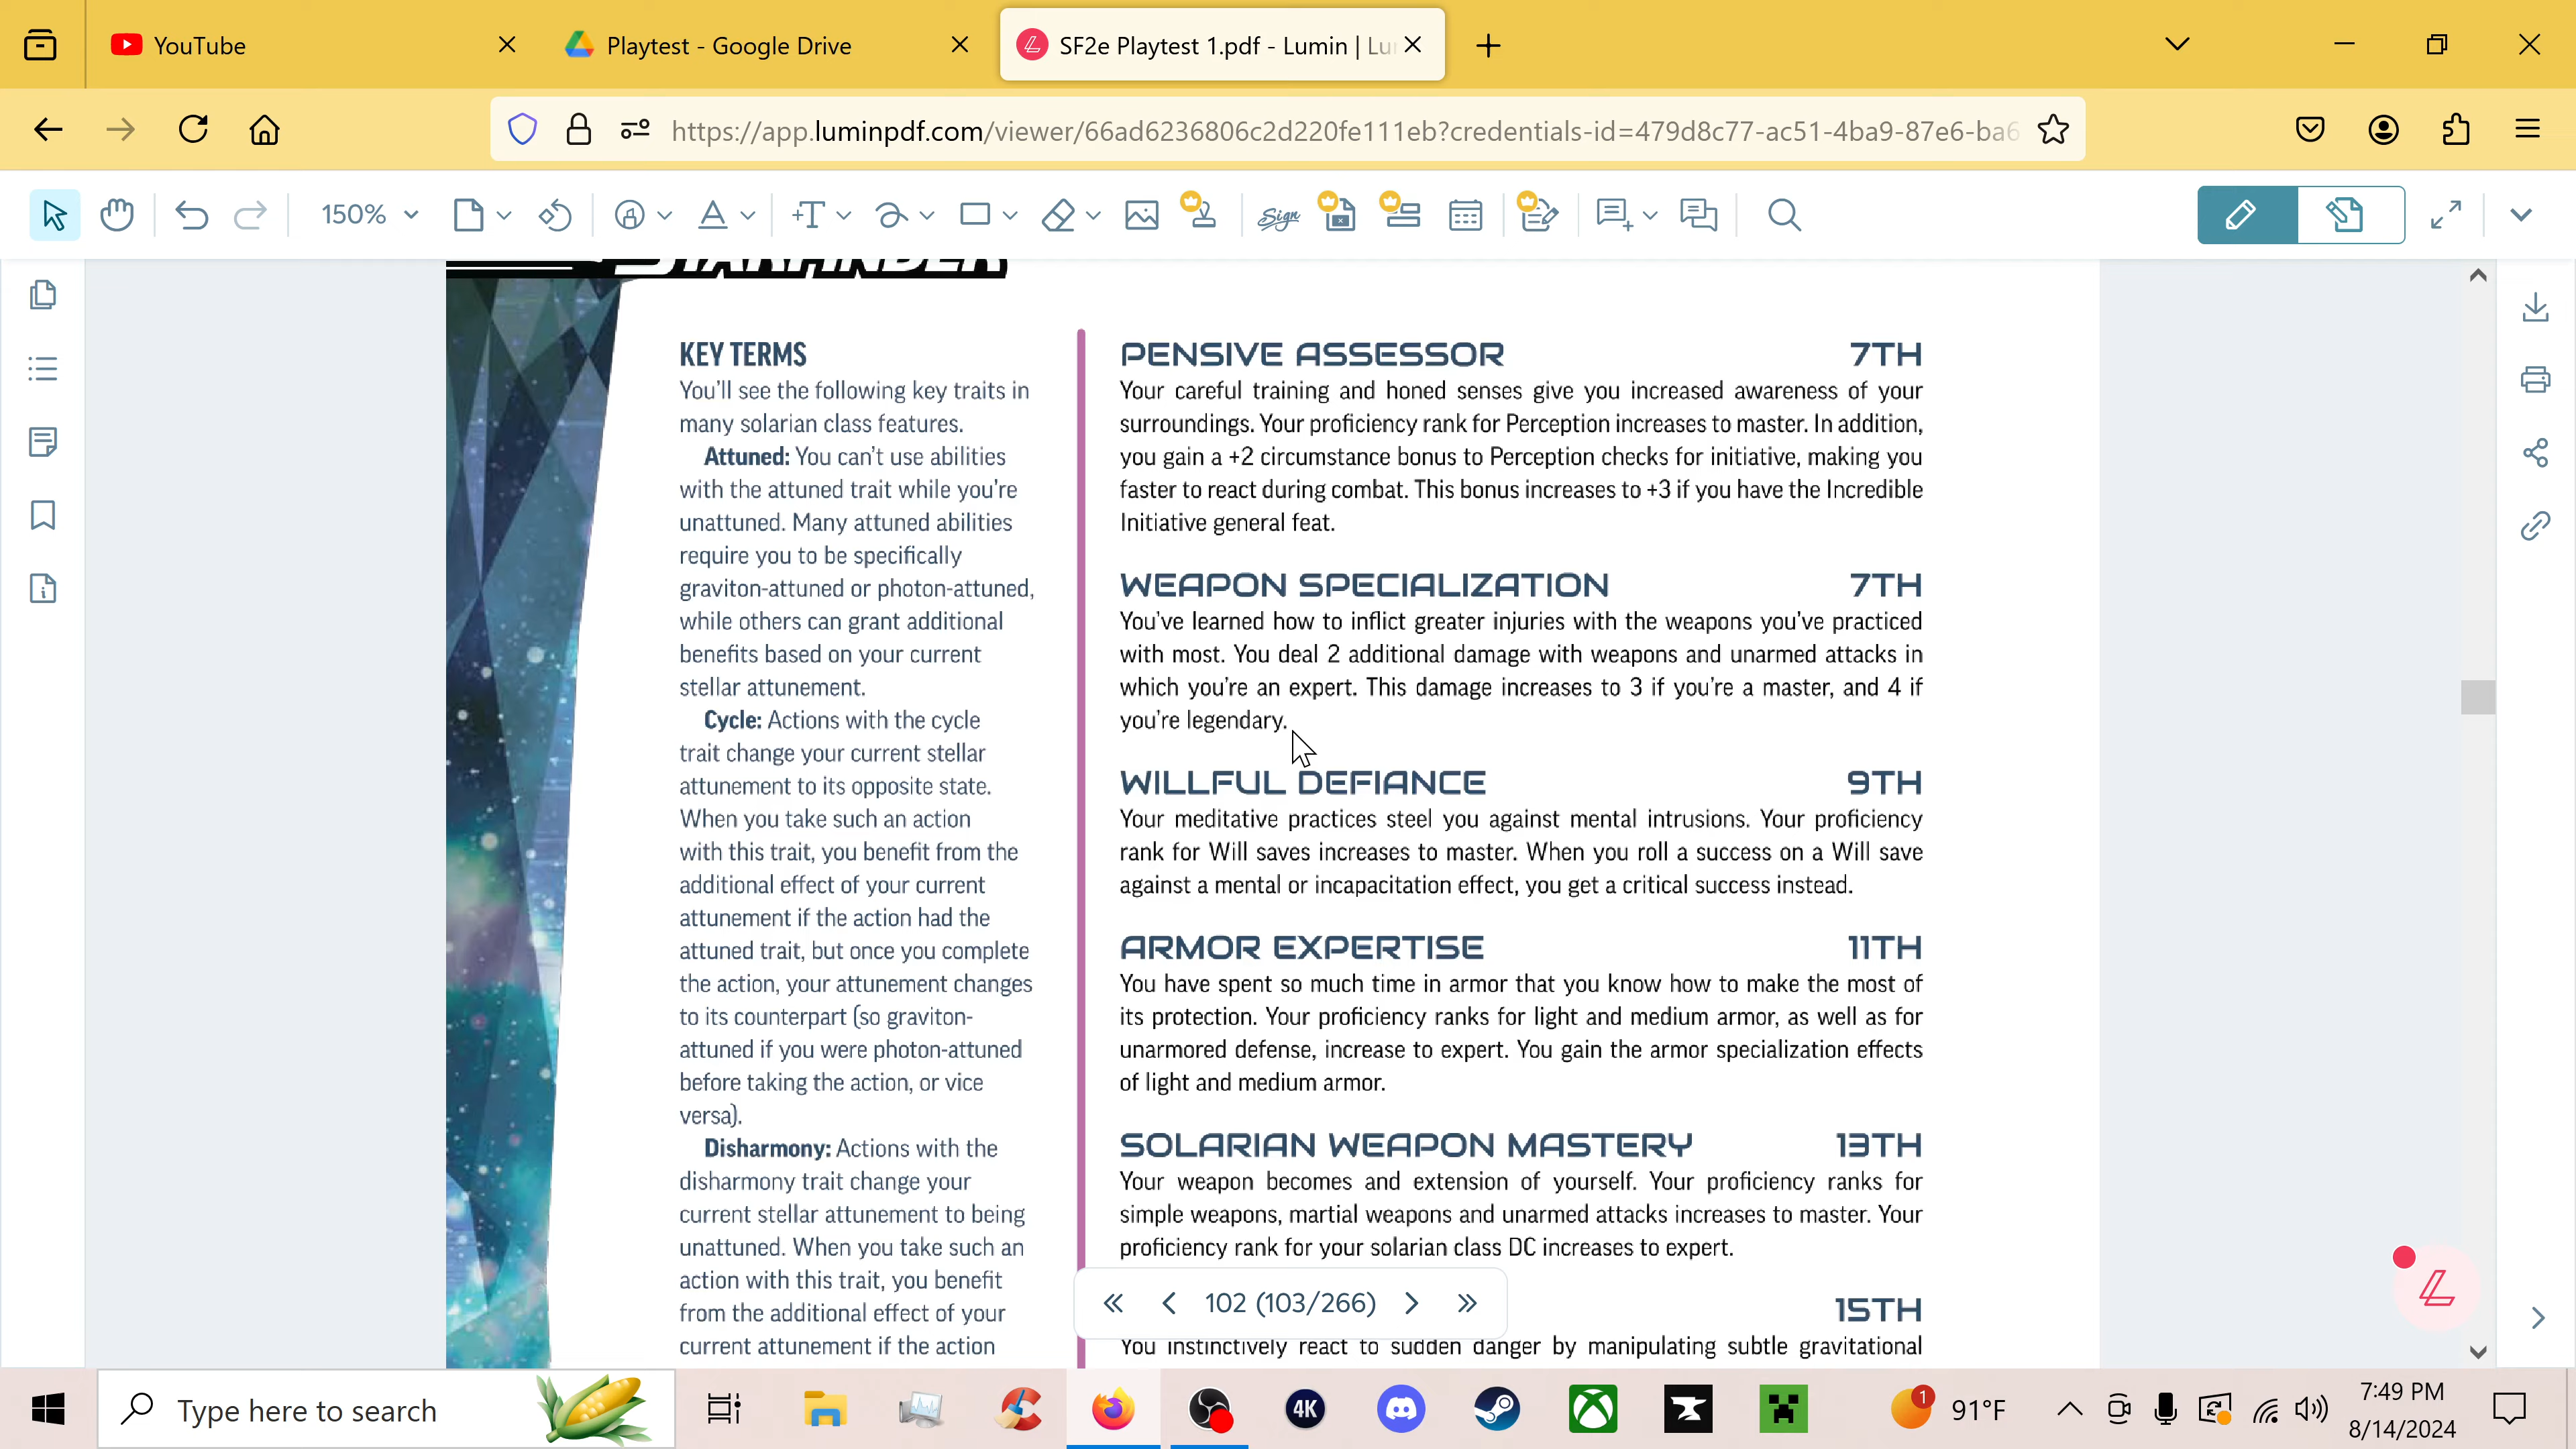 YouTube
Playtest - Google Drive
SF2e Playtest 1.pdf - Lumin | Lu
https://app.luminpdf.com/viewer/66ad6236806c2d220fe111eb?credentials-id=479d8c77-ac51-4ba9-87e6-ba6
150%
Sign
STARFINDER
KEY TERMS
You'll see the following key traits in
many solarian class features.
Attuned: You can't use abilities
with the attuned trait while you're
unattuned. Many attuned abilities
require you to be specifically
graviton-attuned or photon-attuned,
while others can grant additional
benefits based on your current
stellar attunement.
Cycle: Actions with the cycle
trait change your current stellar
attunement to its opposite state.
When you take such an action
with this trait, you benefit from the
additional effect of your current
attunement if the action had the
attuned trait, but once you complete
the action, your attunement changes
to its counterpart (so graviton-
attuned if you were photon-attuned
before taking the action, or vice
versa).
Disharmony: Actions with the
disharmony trait change your
current stellar attunement to being
unattuned. When you take such an
action with this trait, you benefit
from the additional effect of your
current attunement if the action
PENSIVE ASSESSOR 7TH
Your careful training and honed senses give you increased awareness of your
surroundings. Your proficiency rank for Perception increases to master. In addition,
you gain a +2 circumstance bonus to Perception checks for initiative, making you
faster to react during combat. This bonus increases to +3 if you have the Incredible
Initiative general feat.
WEAPON SPECIALIZATION 7TH
You've learned how to inflict greater injuries with the weapons you've practiced
with most. You deal 2 additional damage with weapons and unarmed attacks in
which you're an expert. This damage increases to 3 if you're a master, and 4 if
you're legendary.
WILLFUL DEFIANCE 9TH
Your meditative practices steel you against mental intrusions. Your proficiency
rank for Will saves increases to master. When you roll a success on a Will save
against a mental or incapacitation effect, you get a critical success instead.
ARMOR EXPERTISE 11TH
You have spent so much time in armor that you know how to make the most of
its protection. Your proficiency ranks for light and medium armor, as well as for
unarmored defense, increase to expert. You gain the armor specialization effects
of light and medium armor.
SOLARIAN WEAPON MASTERY 13TH
Your weapon becomes and extension of yourself. Your proficiency ranks for
simple weapons, martial weapons and unarmed attacks increases to master. Your
proficiency rank for your solarian class DC increases to expert.
15TH
You instinctively react to sudden danger by manipulating subtle gravitational
102 (103/266)
Type here to search
4K
1
91°F
7:49 PM
8/14/2024